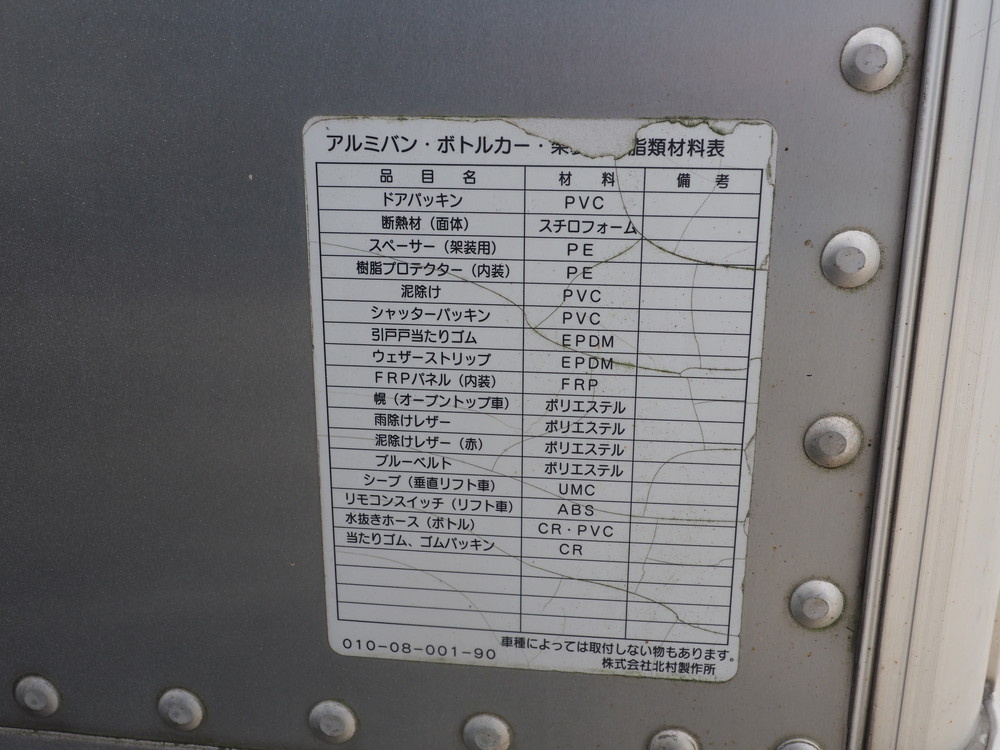 アルミバン・ボトルカー・架 脂類材料表
品目名 材料 備考
ドアパッキン PVC
断熱材（面体） スチロフォーム
スペーサー（架装用） PE
樹脂プロテクター（内装） PE
泥除け PVC
シャッターパッキン PVC
引戸戸当たりゴム EPDM
ウェザーストリップ EPDM
FRPパネル（内装） FRP
幌（オープントップ車） ポリエステル
雨除けレザー ポリエステル
泥除けレザー（赤） ポリエステル
ブルーベルト ポリエステル
シーブ（垂直リフト車） UMC
リモコンスイッチ（リフト車） ABS
水抜きホース（ボトル） CR・PVC
当たりゴム、ゴムパッキン CR
010-08-001-90 車種によっては取付しない物もあります。
株式会社北村製作所